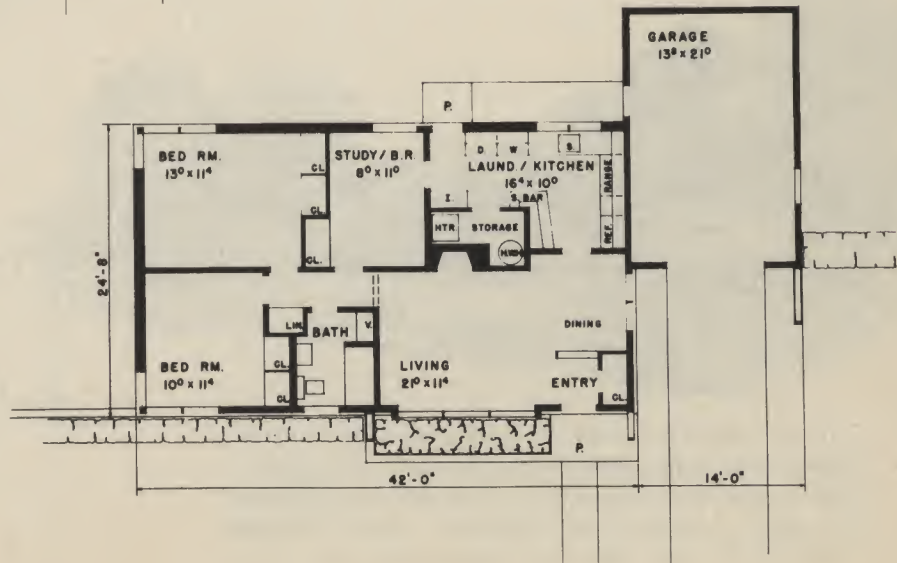 GARAGE
13⁸ X 21⁰
P.
BED RM.
13⁰ X 11⁴
CL.
CL.
CL.
STUDY / B.R.
8⁰ X 11⁰
D.
W
S.
LAUND. / KITCHEN
16⁴ X 10⁰
I.
S. BAR
RANGE
REF.
HTR.
STORAGE
H.W.
24'-8"
LIN.
BATH
V.
DINING
BED RM.
10⁰ X 11⁴
CL.
CL.
LIVING
21⁰ X 11⁴
ENTRY
CL.
P.
42'-0"
14'-0"